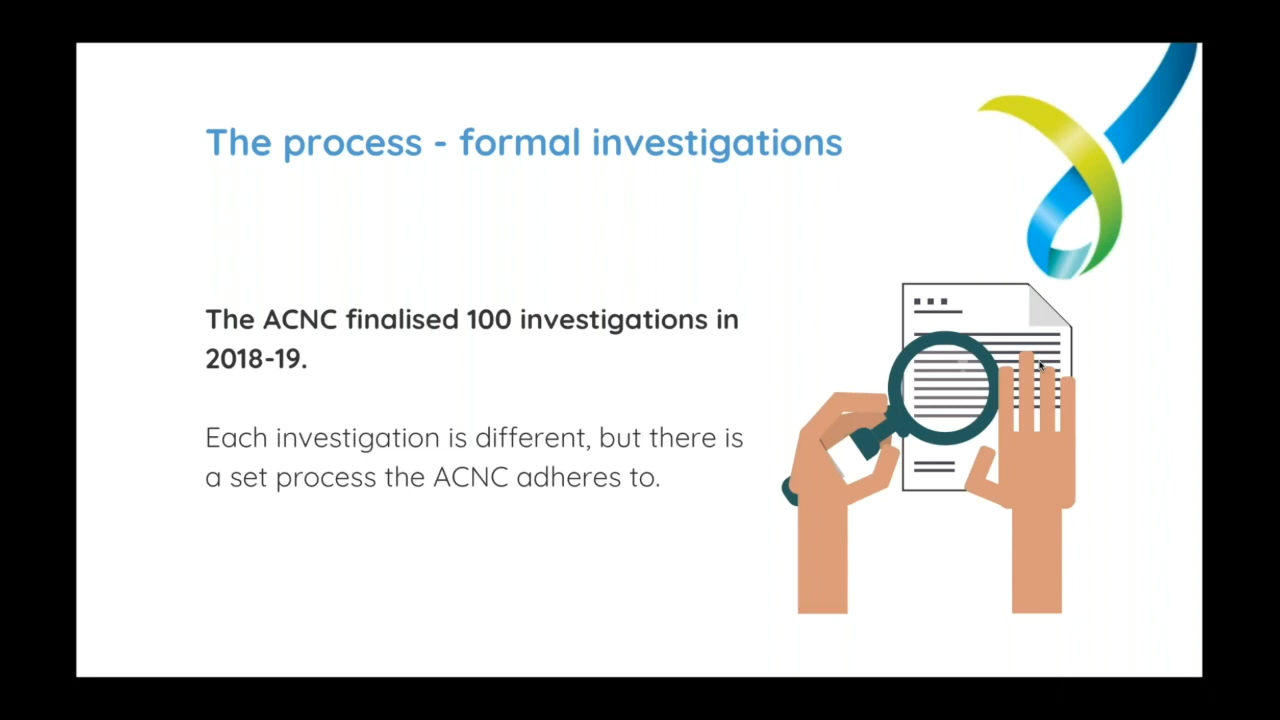 The process - formal investigations
The ACNC finalised 100 investigations in
2018-19.
Each investigation is different, but there is
a set process the ACNC adheres to.